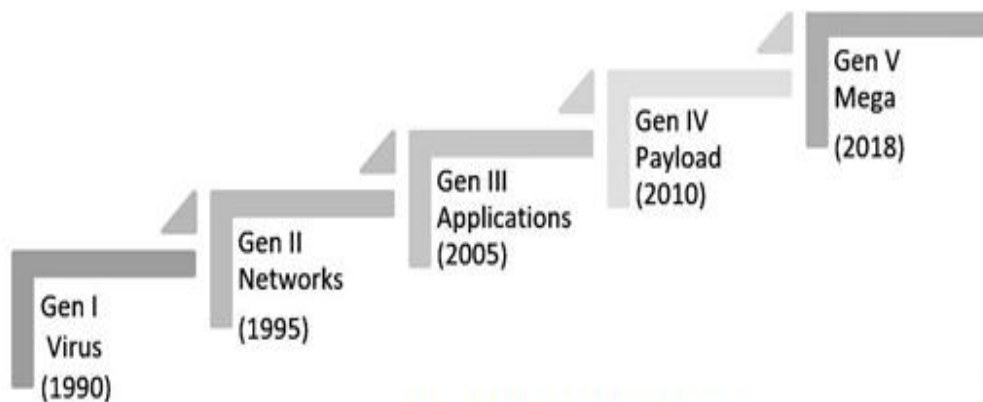 Gen I
Virus
(1990)
Gen II
Networks
(1995)
Gen III
Applications
(2005)
Gen IV
Payload
(2010)
Gen V
Mega
(2018)